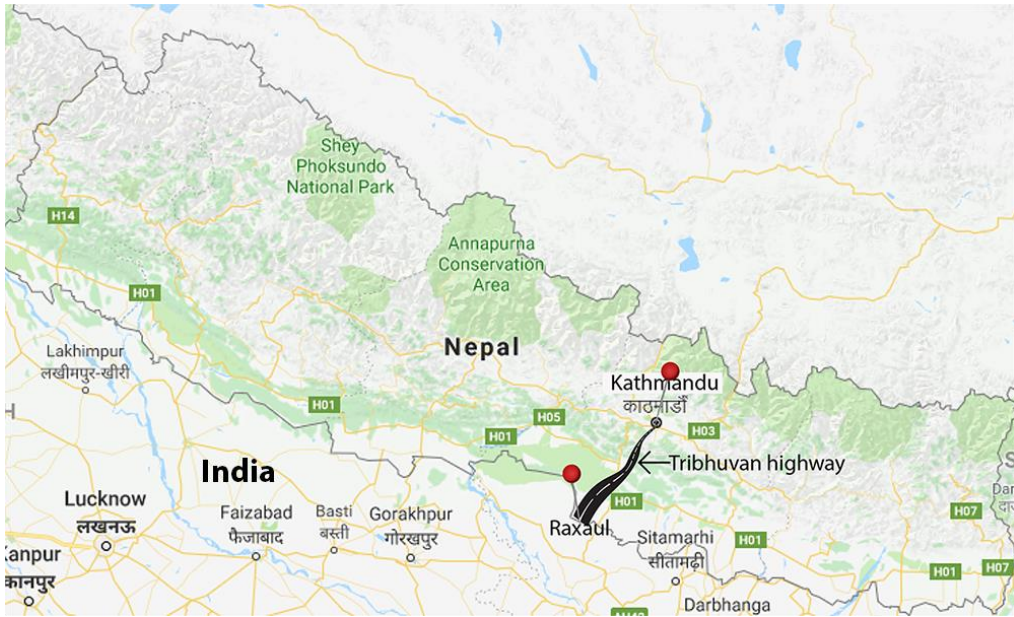 Shey
Phoksundo
National Park
H14
Annapurna
Conservation
Area
H01
Nepal
Lakhimpur
लखीमपुर-खीरी
Kathmandu
काठमाडौँ
H01
H05
H03
H01
India
Tribhuvan highway
Lucknow
लखनऊ
Faizabad
फैजाबाद
Basti
बस्ती
Gorakhpur
गोरखपुर
H01
Raxaul
H07
Sitamarhi
सीतामढ़ी
H01
कानपुर
H01
H07
Darbhanga